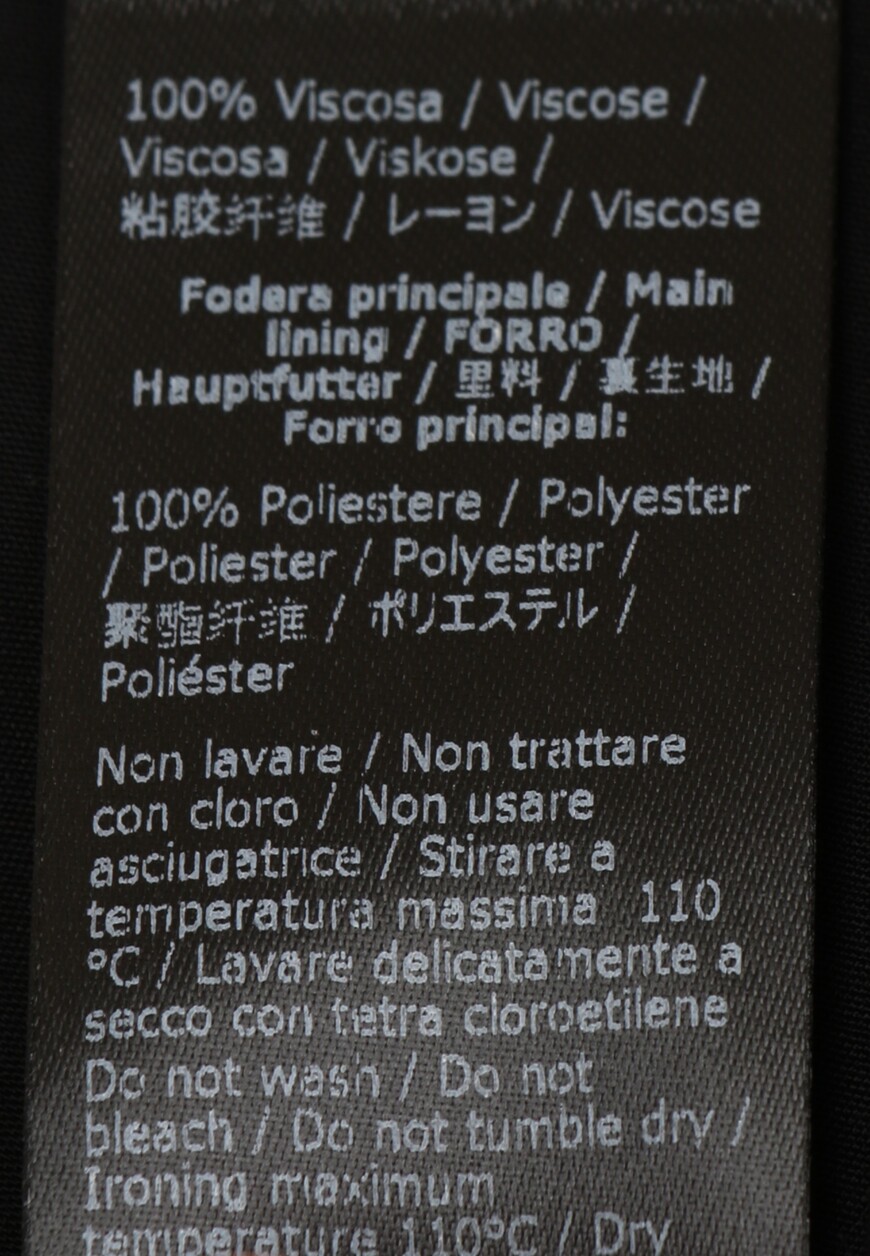 100% Viscosa / Viscose /
Viscosa / Viskose /
粘胶纤维 / レーヨン / Viscose
Fodera principale / Main
lining / FORRO /
Hauptfutter / 里料 / 裏生地 /
Forro principal:
100% Poliestere / Polyester
/ Poliester / Polyester /
聚酯纤维 / ポリエステル /
Poliéster
Non lavare / Non trattare
con cloro / Non usare
asciugatrice / Stirare a
temperatura massima 110
°C / Lavare delicatamente a
secco con tetra cloroetilene
Do not wash / Do not
bleach / Do not tumble dry /
Ironing maximum
temperature 110°C / Dry